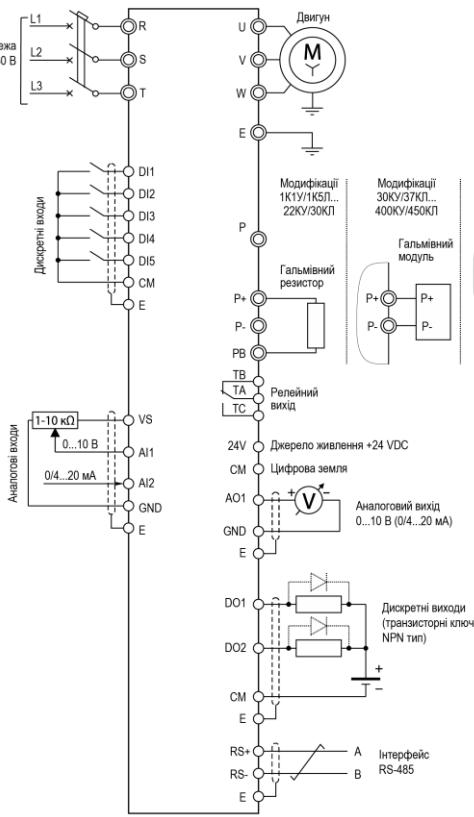 L1
L2
L3
R
S
T
U
V
W
E
Двигун
M
DI1
DI2
DI3
DI4
DI5
CM
E
Дискретні входи
P
P+
P-
PB
Модифікації
1К1У/1К5Л...
22КУ/30КЛ
Гальмівний
резистор
Модифікації
30КУ/37КЛ...
400КУ/450КЛ
Гальмівний
модуль
P+
P-
P+
P-
TB
TA
TC
Релейний
вихід
Аналогові входи
1-10 кΩ
0...10 В
0/4...20 мА
VS
AI1
AI2
GND
E
24V
Джерело живлення +24 VDC
CM
Цифрова земля
AO1
GND
E
+
V
−
Аналоговий вихід
0...10 В (0/4...20 мА)
DO1
DO2
CM
E
+
−
Дискретні виходи
(транзисторні ключ
NPN тип)
RS+
RS-
E
A
B
Інтерфейс
RS-485